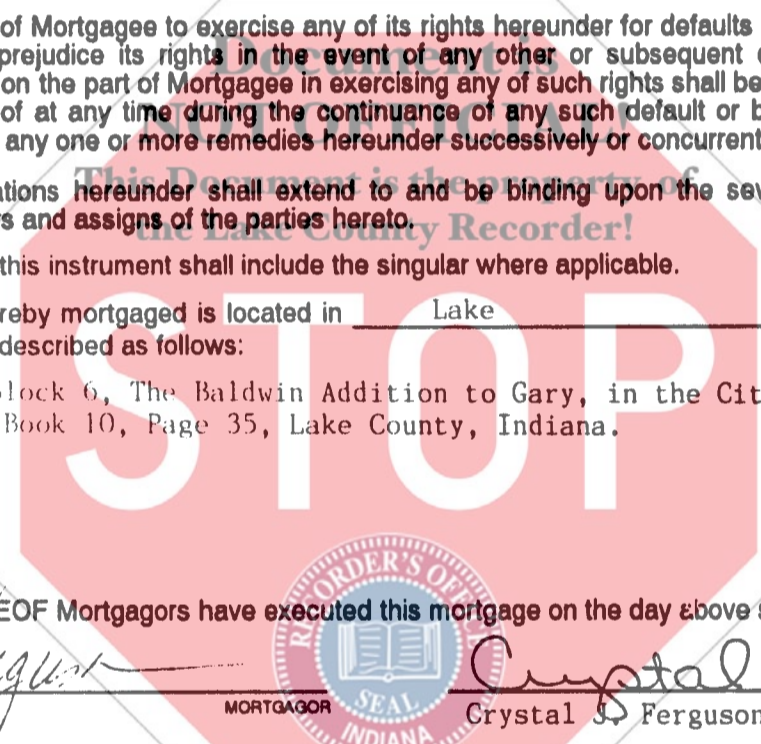 of Mortgagee to exercise any of its rights hereunder for defaults
prejudice its rights in the event of any other or subsequent
on the part of Mortgagee in exercising any of such rights shall be
of at any time during the continuance of any such default or b
any one or more remedies hereunder successively or concurrent
ations hereunder shall extend to and be binding upon the sev
s and assigns of the parties hereto.
this instrument shall include the singular where applicable.
reby mortgaged is located in Lake
described as follows:
lock 6, The Baldwin Addition to Gary, in the Cit
Book 10, Page 35, Lake County, Indiana.
EOF Mortgagors have executed this mortgage on the day above s
Crystal
MORTGAGOR
Crystal J. Ferguson
Document is
NOT OFFICIAL!
This Document is the property of
the Lake County Recorder!
STOP
RECORDER'S OFFICE
SEAL
INDIANA